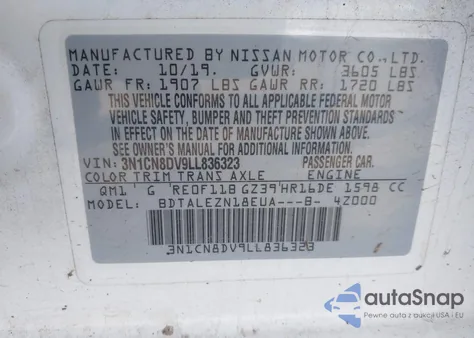 MANUFACTURED BY NISSAN MOTOR CO., LTD.
DATE: 10/19. GVWR: 3605 LBS
GAWR FR: 1907 LBS GAWR RR: 1720 LBS
THIS VEHICLE CONFORMS TO ALL APPLICABLE FEDERAL MOTOR
VEHICLE SAFETY, BUMPER AND THEFT PREVENTION STANDARDS
IN EFFECT ON THE DATE OF MANUFACTURE SHOWN ABOVE.
SEE OWNER'S MANUAL FOR ADDITIONAL INFORMATION
VIN: 3N1CN8DV9LL836323 PASSENGER CAR.
COLOR TRIM TRANS AXLE ENGINE
QM1' G 'RE0F11B GZ39'HR16DE 1598 CC
MODEL: BDTALEZN18EUA---B- 4Z000
3N1CN8DV9LL836323
autoSnap
Pewne auto z wypadku USA i EU